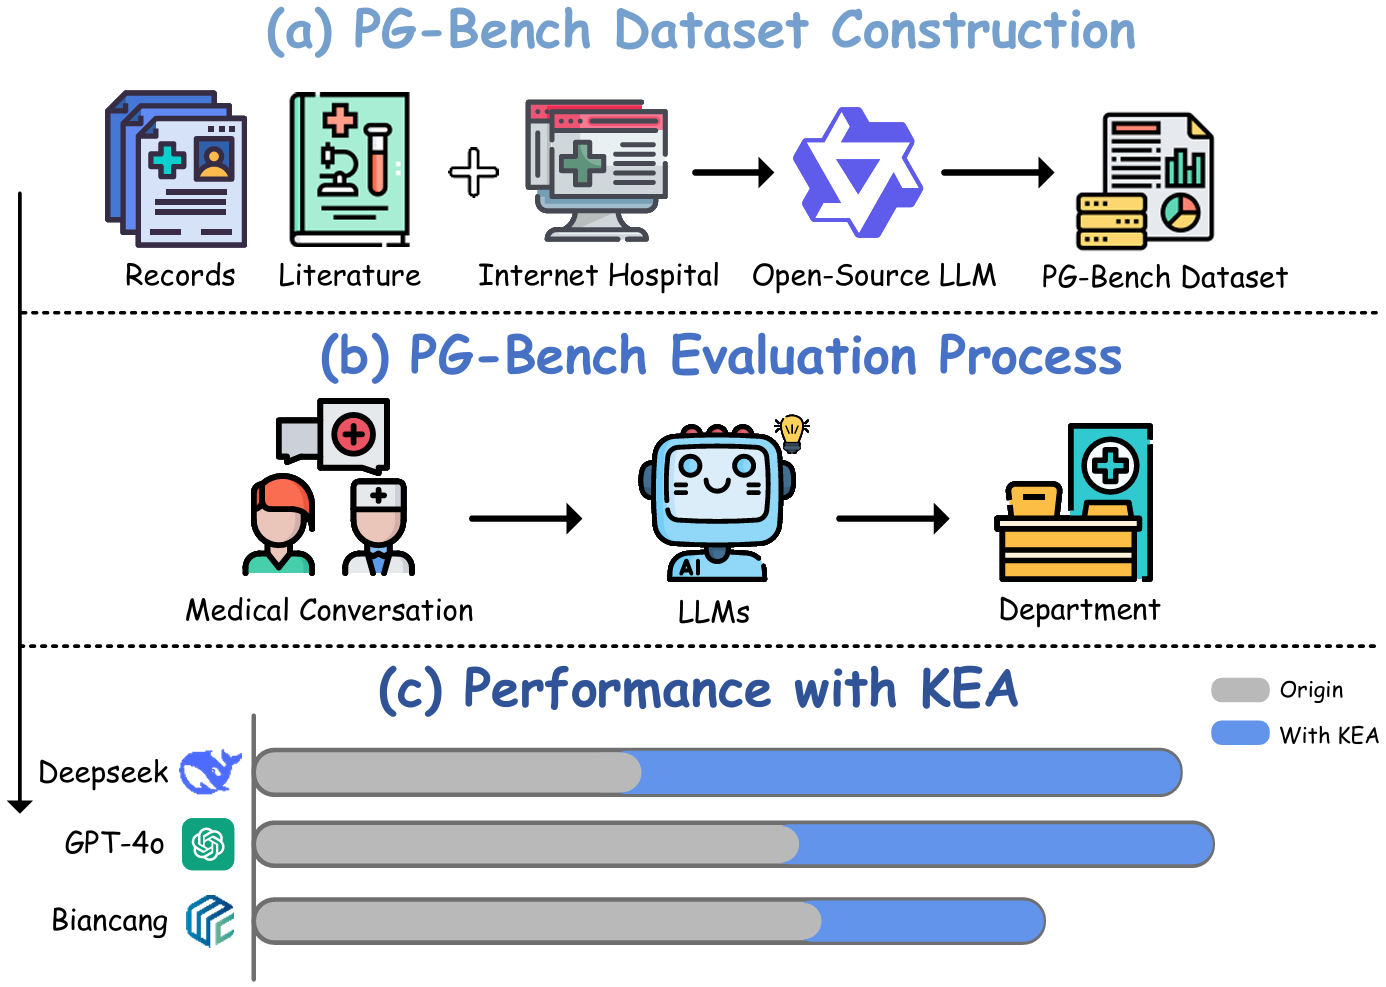 (a) PG-Bench Dataset Construction
Records
Literature
Internet Hospital
Open-Source LLM
PG-Bench Dataset
(b) PG-Bench Evaluation Process
AI
Medical Conversation
LLMs
Department
(c) Performance with KEA
Origin
With KEA
Deepseek
GPT-4o
Biancang